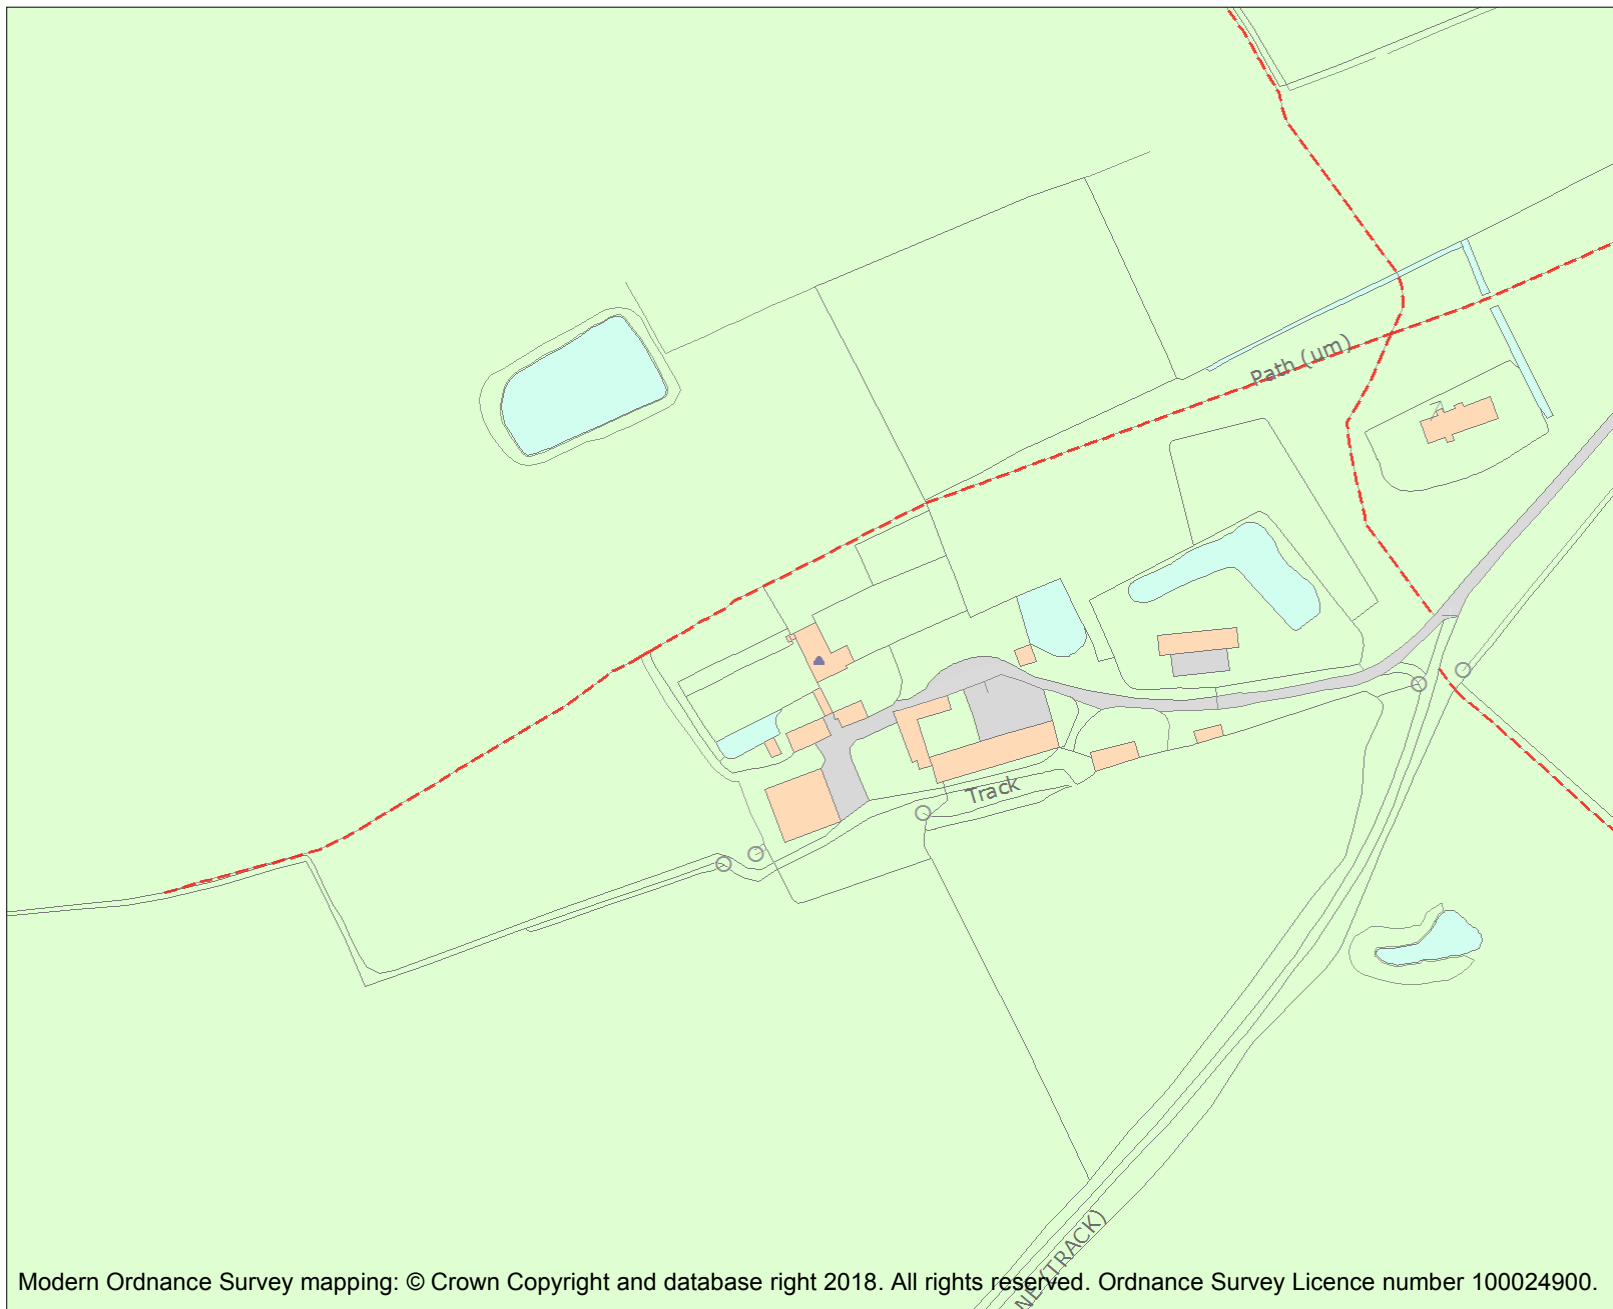 Path (um)
Track
NE (TRACK)
Modern Ordnance Survey mapping: © Crown Copyright and database right 2018. All rights reserved. Ordnance Survey Licence number 100024900.